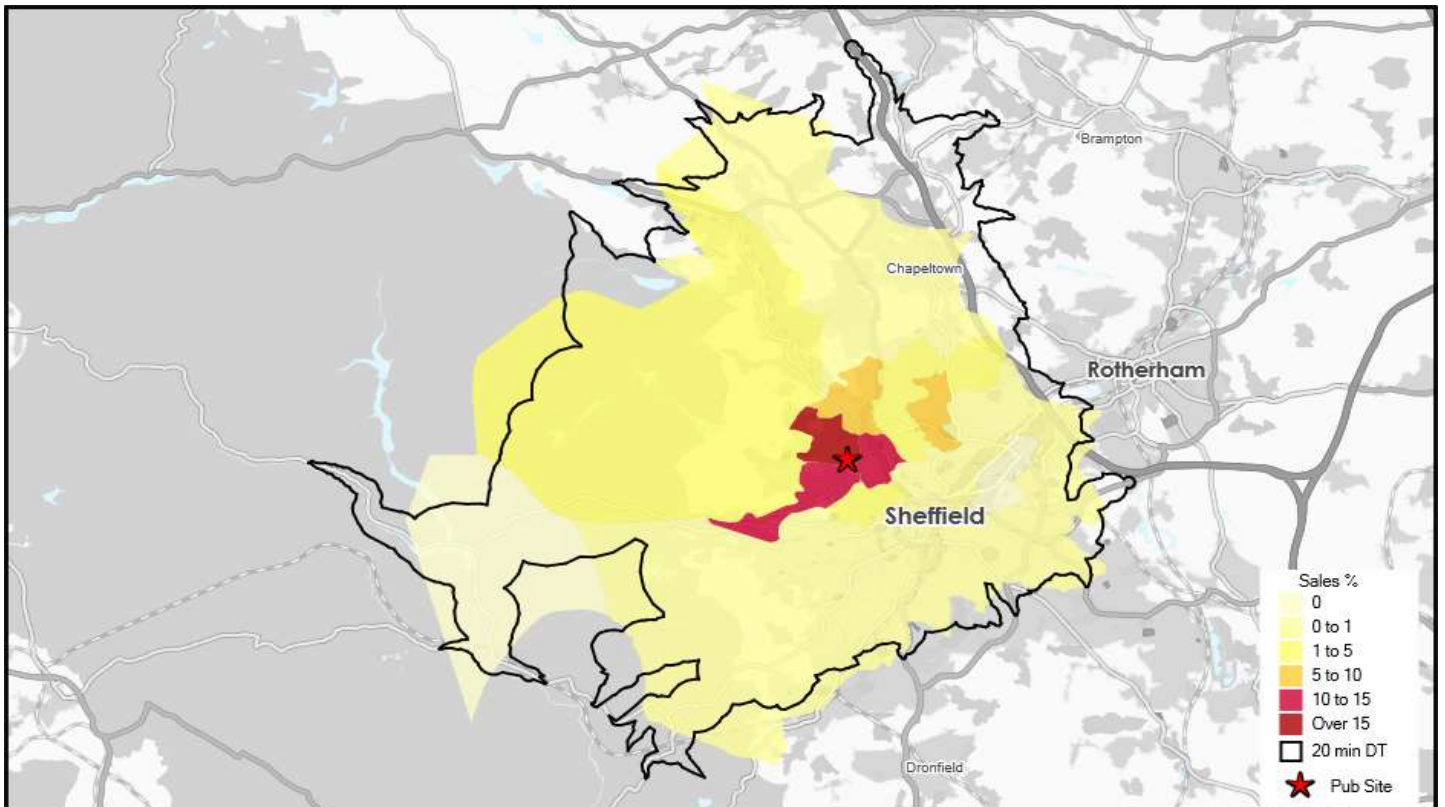 Brampton
Chapeltown
Rotherham
Sheffield
Dronfield
Sales %
0
0 to 1
1 to 5
5 to 10
10 to 15
Over 15
20 min DT
Pub Site